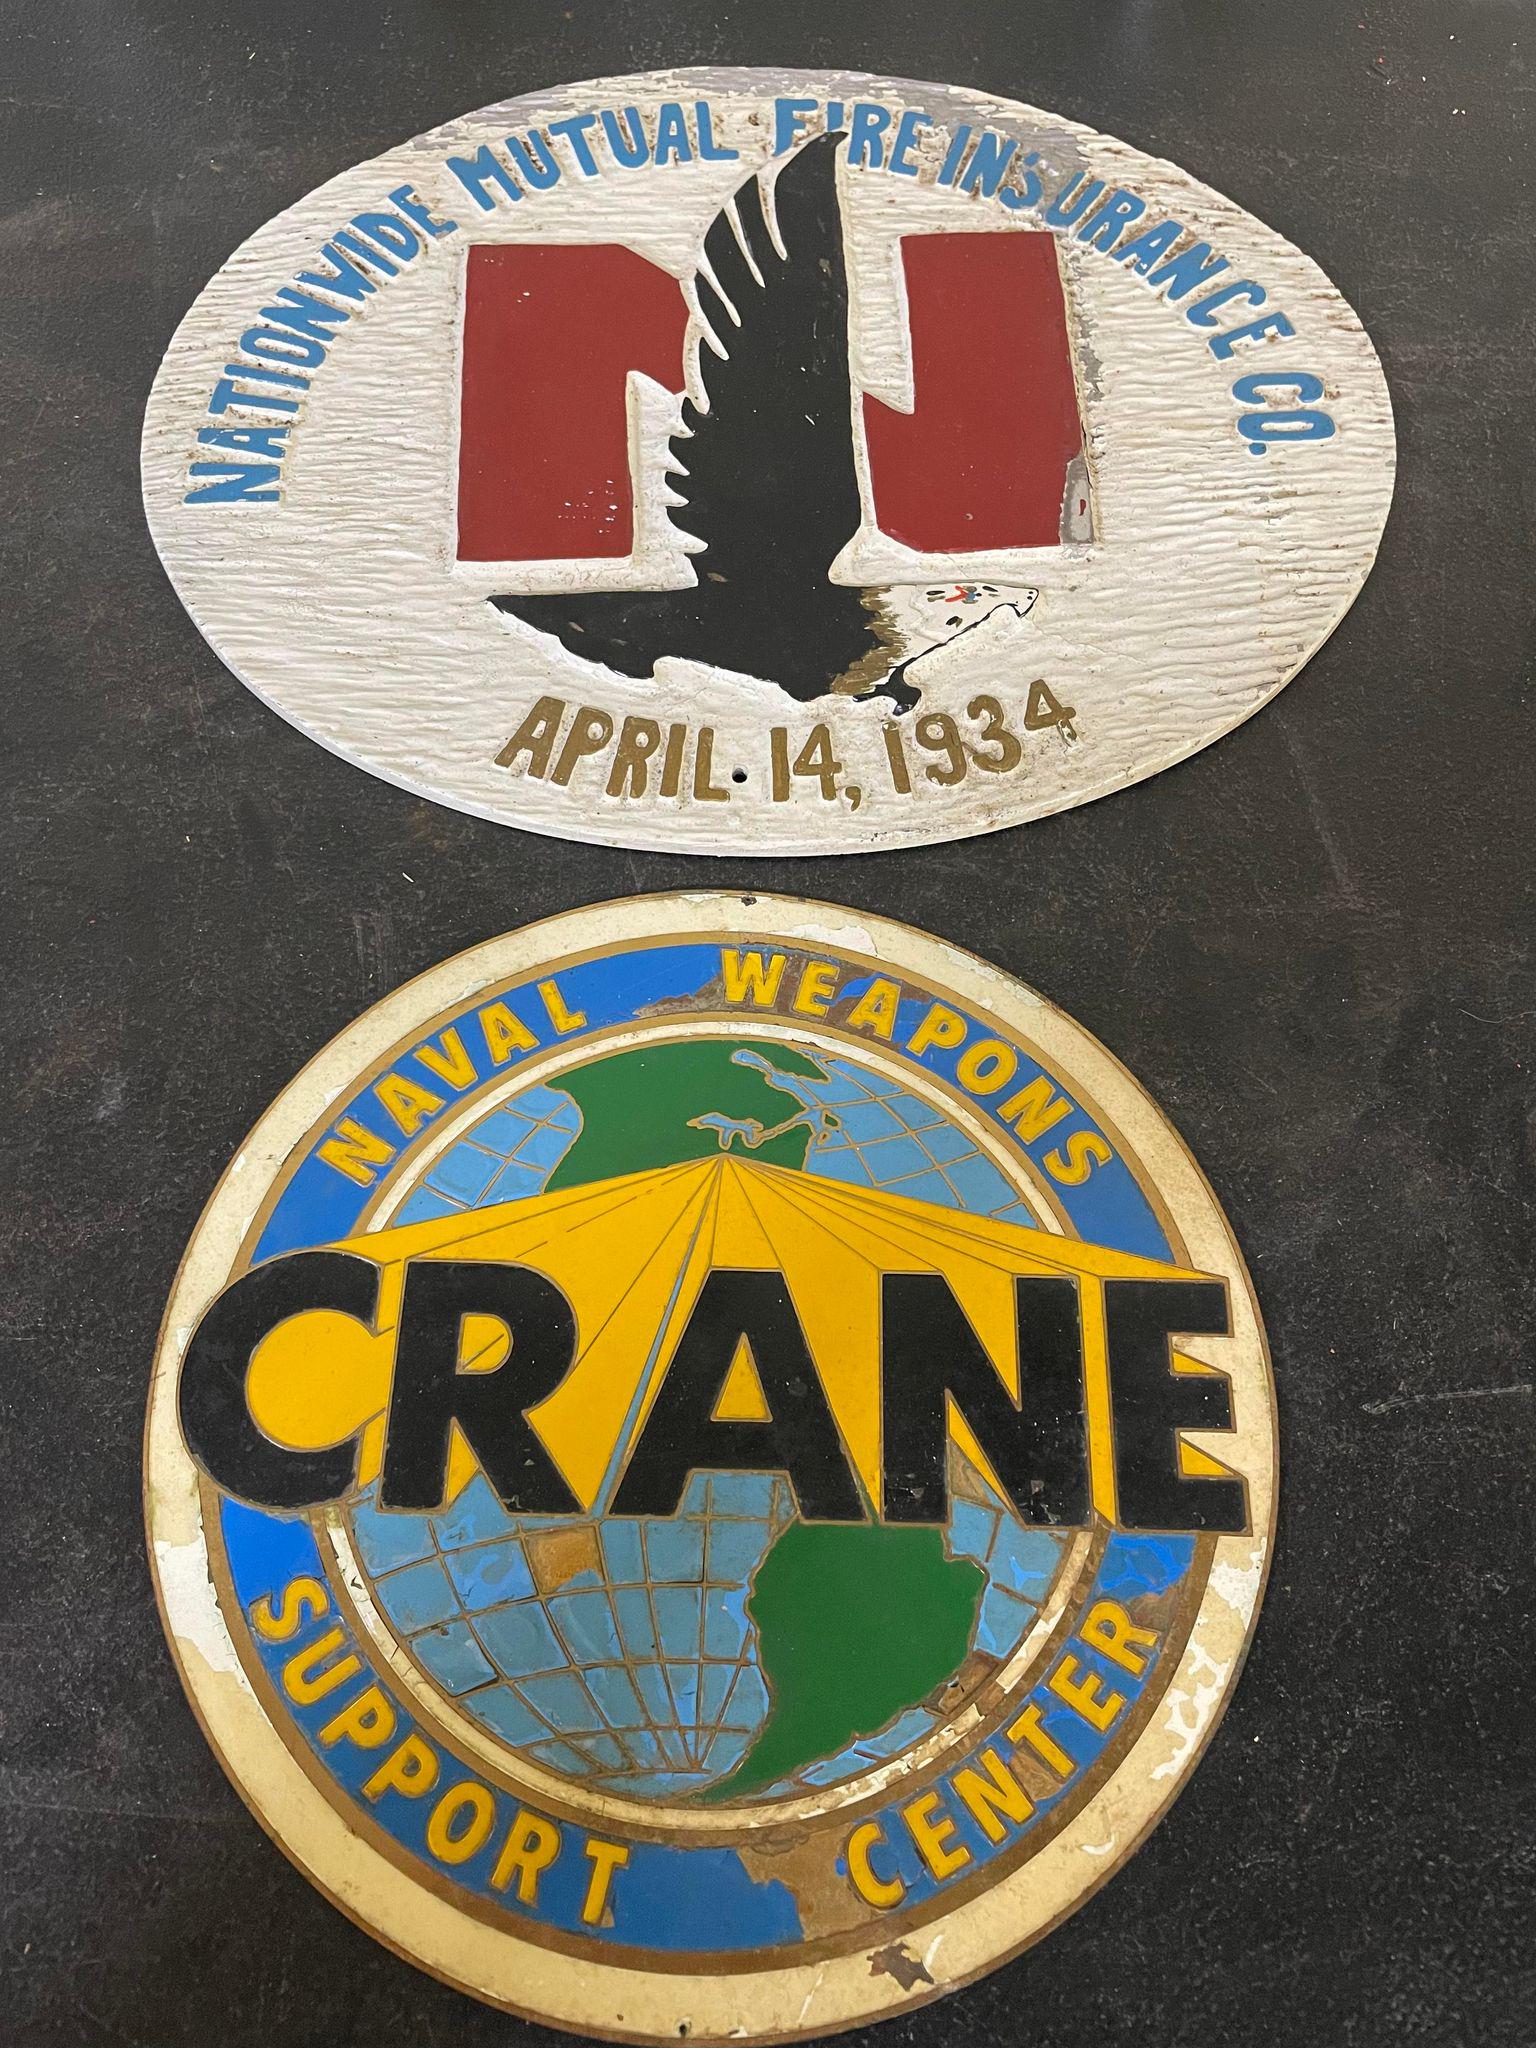 NATIONWIDE MUTUAL FIRE INSURANCE CO.
N
APRIL 14, 1934
NAVAL WEAPONS
CRANE
SUPPORT CENTER